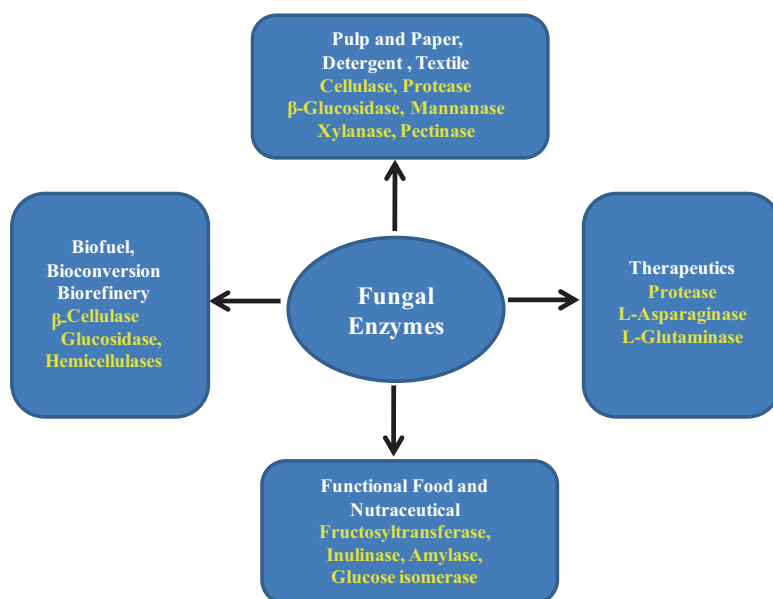 Pulp and Paper,
Detergent , Textile
Cellulase, Protease
β-Glucosidase, Mannanase
Xylanase, Pectinase
Biofuel,
Bioconversion
Biorefinery
β-Cellulase
Glucosidase,
Hemicellulases
Fungal
Enzymes
Therapeutics
Protease
L-Asparaginase
L-Glutaminase
Functional Food and
Nutraceutical
Fructosyltransferase,
Inulinase, Amylase,
Glucose isomerase